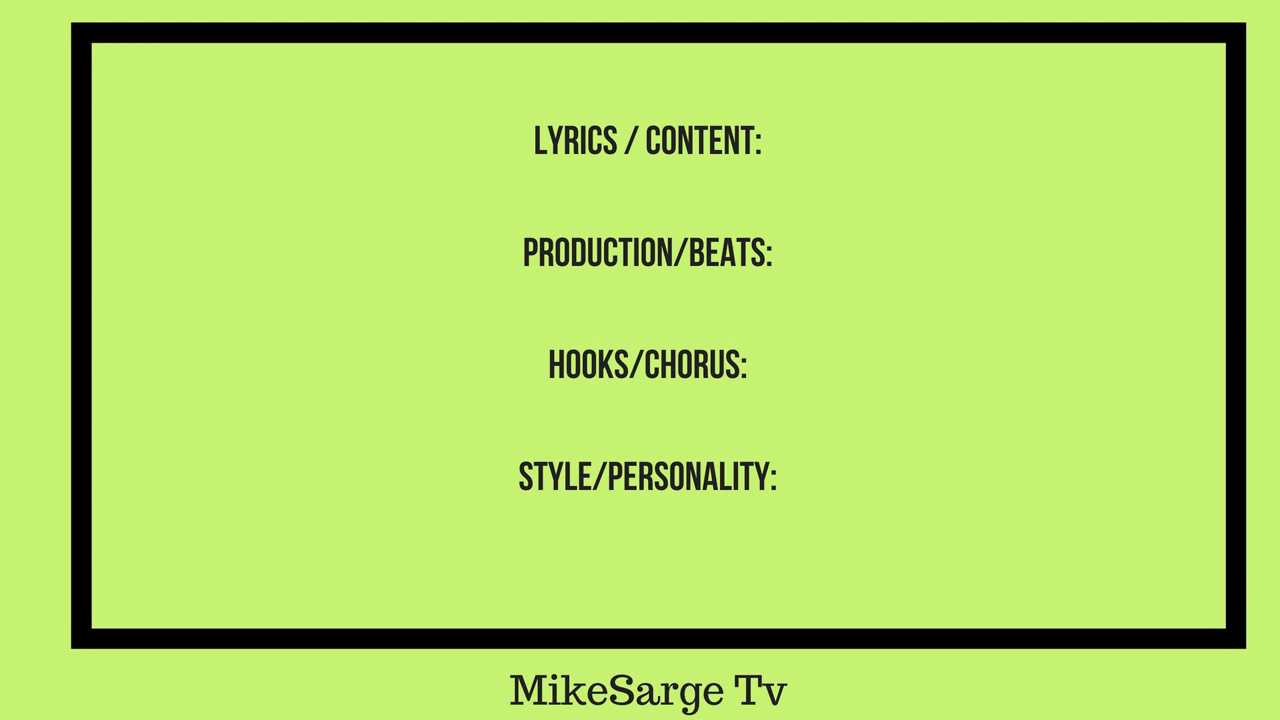 LYRICS / CONTENT:
PRODUCTION/BEATS:
HOOKS/CHORUS:
STYLE/PERSONALITY:
MikeSarge Tv